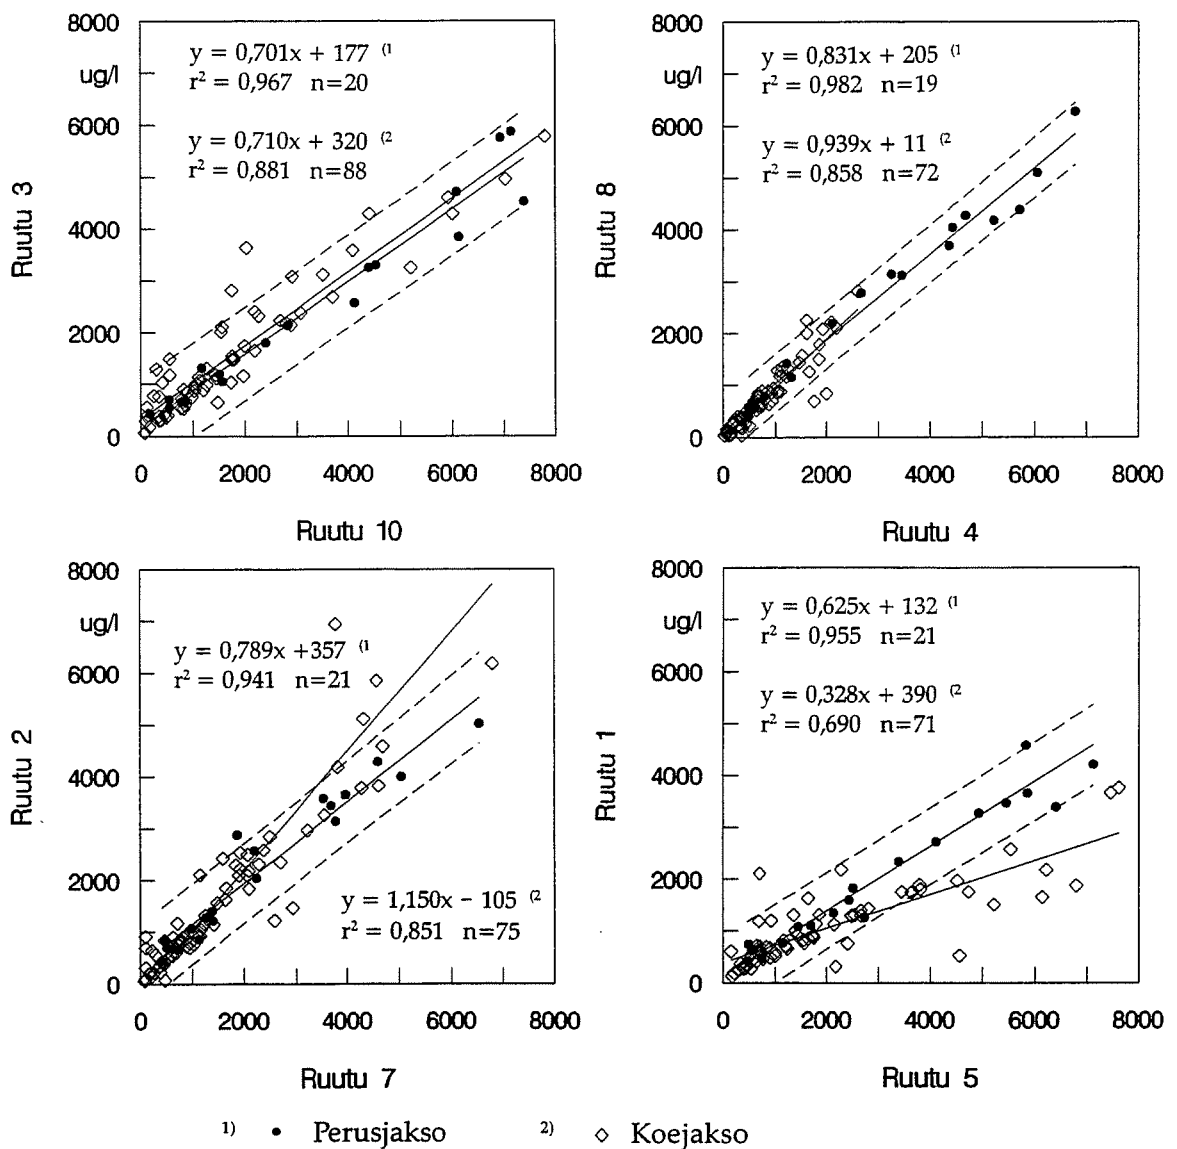 8000
ug/l
6000
4000
2000
0
Ruutu 3
y = 0,701x + 177 (1
r² = 0,967 n=20
y = 0,710x + 320 (2
r² = 0,881 n=88
0 2000 4000 6000 8000
Ruutu 10
8000
ug/l
6000
4000
2000
0
Ruutu 8
y = 0,831x + 205 (1
r² = 0,982 n=19
y = 0,939x + 11 (2
r² = 0,858 n=72
0 2000 4000 6000 8000
Ruutu 4
8000
ug/l
6000
4000
2000
0
Ruutu 2
y = 0,789x +357 (1
r² = 0,941 n=21
y = 1,150x − 105 (2
r² = 0,851 n=75
0 2000 4000 6000 8000
Ruutu 7
8000
ug/l
6000
4000
2000
0
Ruutu 1
y = 0,625x + 132 (1
r² = 0,955 n=21
y = 0,328x + 390 (2
r² = 0,690 n=71
0 2000 4000 6000 8000
Ruutu 5
1) ● Perusjakso 2) ◇ Koejakso